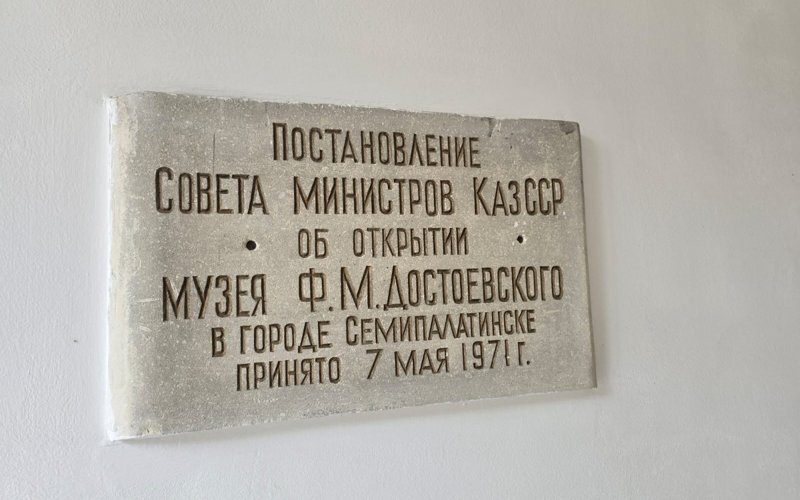 Постановление
Совета министров КазССР
об открытии
музея Ф.М.Достоевского
в городе Семипалатинске
принято 7 мая 1971 г.